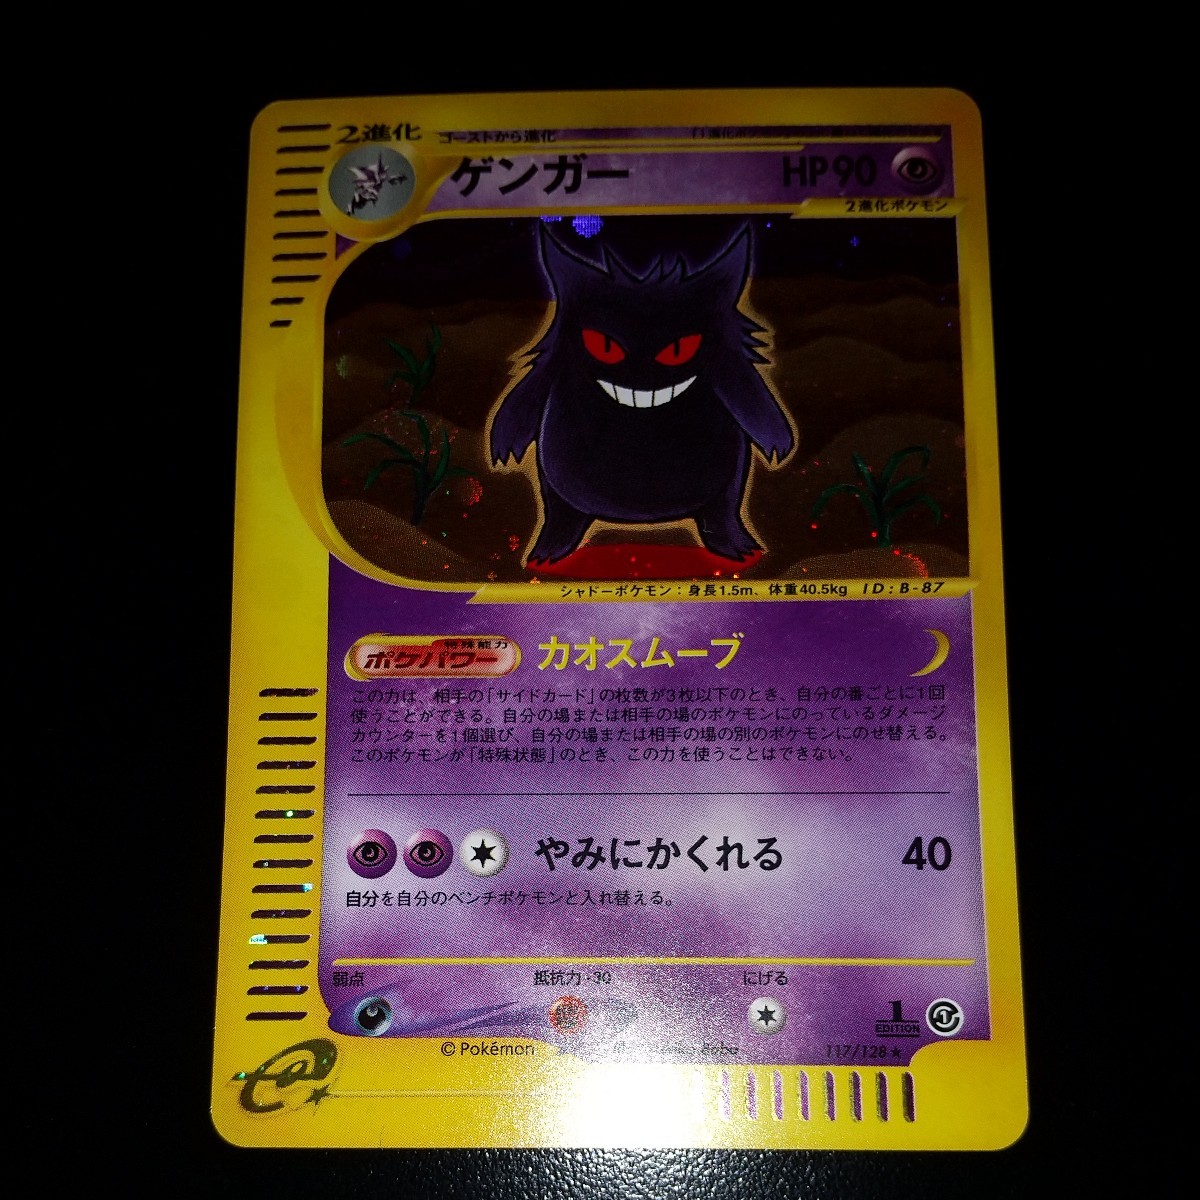 2進化
ゴーストから進化
ゲンガー
HP90
2進化ポケモン
シャドーポケモン：身長1.5m、体重40.5kg ID：B-87
特殊能力
ポケパワー
カオスムーブ
この力は、相手の「サイドカード」の枚数が3枚以下のとき、自分の番ごとに1回
使うことができる。自分の場または相手の場のポケモンにのっているダメージ
カウンターを1個選び、自分の場または相手の場の別のポケモンにのせ替える。
このポケモンが「特殊状態」のとき、この力を使うことはできない。
やみにかくれる 40
自分を自分のベンチポケモンと入れ替える。
弱点 抵抗力-30 にげる
1
EDITION
© Pokémon
117/128★
e